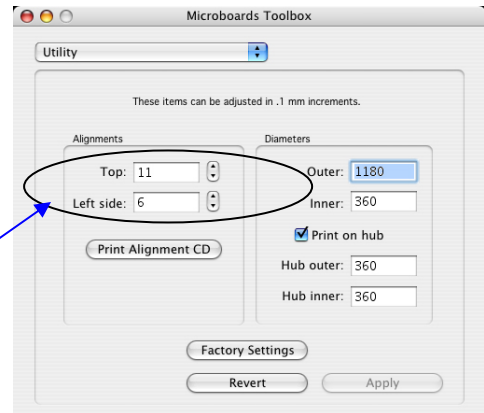 Microboards Toolbox
Utility
These items can be adjusted in .1 mm increments.
Alignments
Top: 11
Left side: 6
Print Alignment CD
Diameters
Outer: 1180
Inner: 360
Print on hub
Hub outer: 360
Hub inner: 360
Factory Settings
Revert
Apply